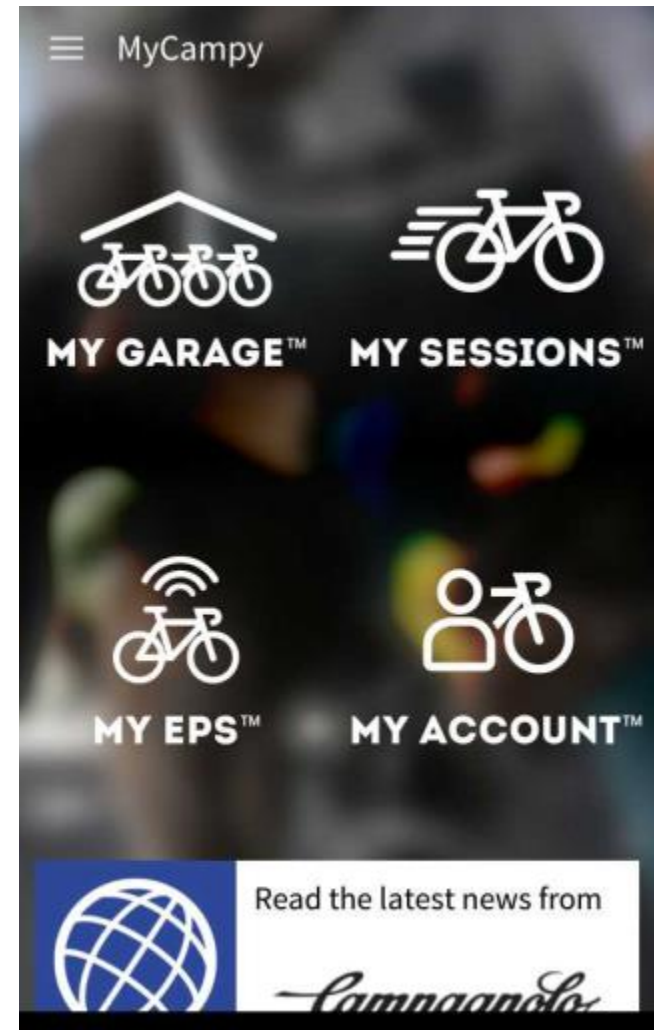 MyCampy
MY GARAGE™ MY SESSIONS™
MY EPS™ MY ACCOUNT™
Read the latest news from
Campagnolo